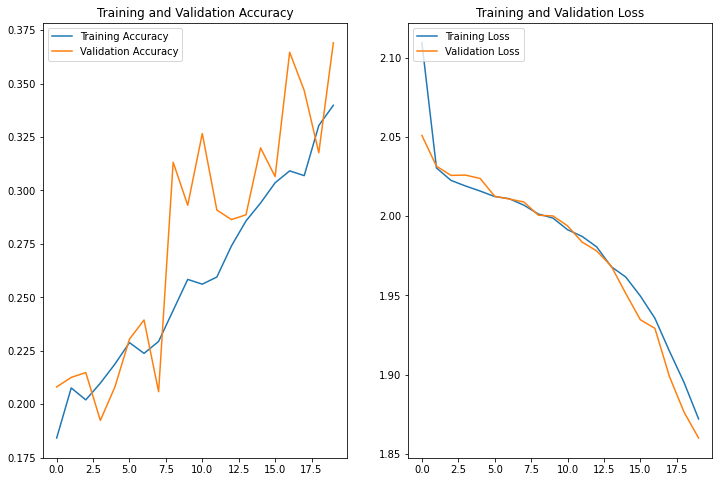 Training and Validation Accuracy
Training Accuracy
Validation Accuracy
0.375
0.350
0.325
0.300
0.275
0.250
0.225
0.200
0.175
0.0 2.5 5.0 7.5 10.0 12.5 15.0 17.5
Training and Validation Loss
Training Loss
Validation Loss
2.10
2.05
2.00
1.95
1.90
1.85
0.0 2.5 5.0 7.5 10.0 12.5 15.0 17.5